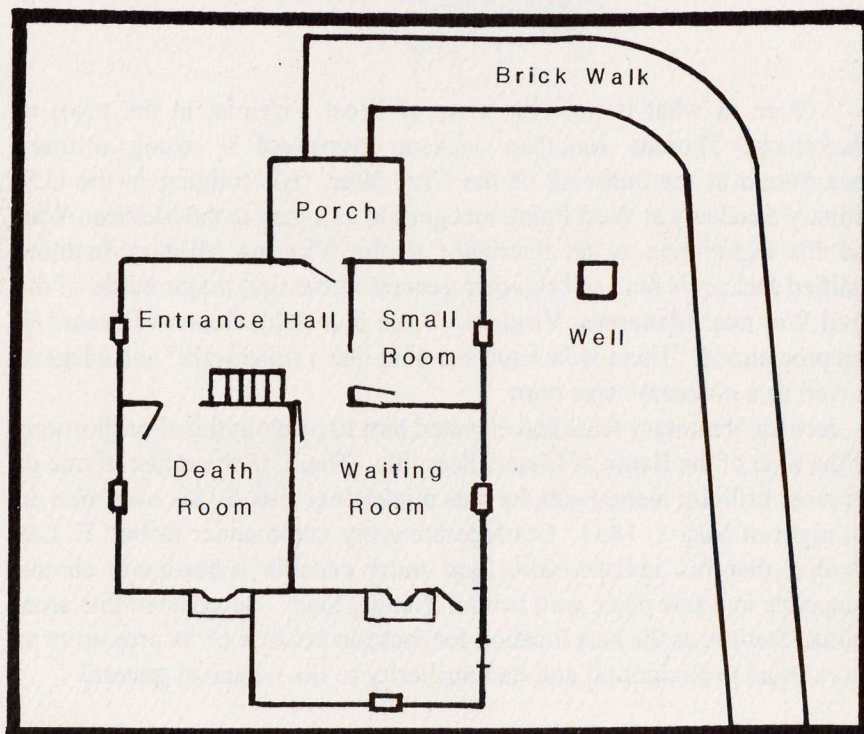 Brick Walk
Porch
Entrance Hall
Small
Room
Well
Death
Room
Waiting
Room